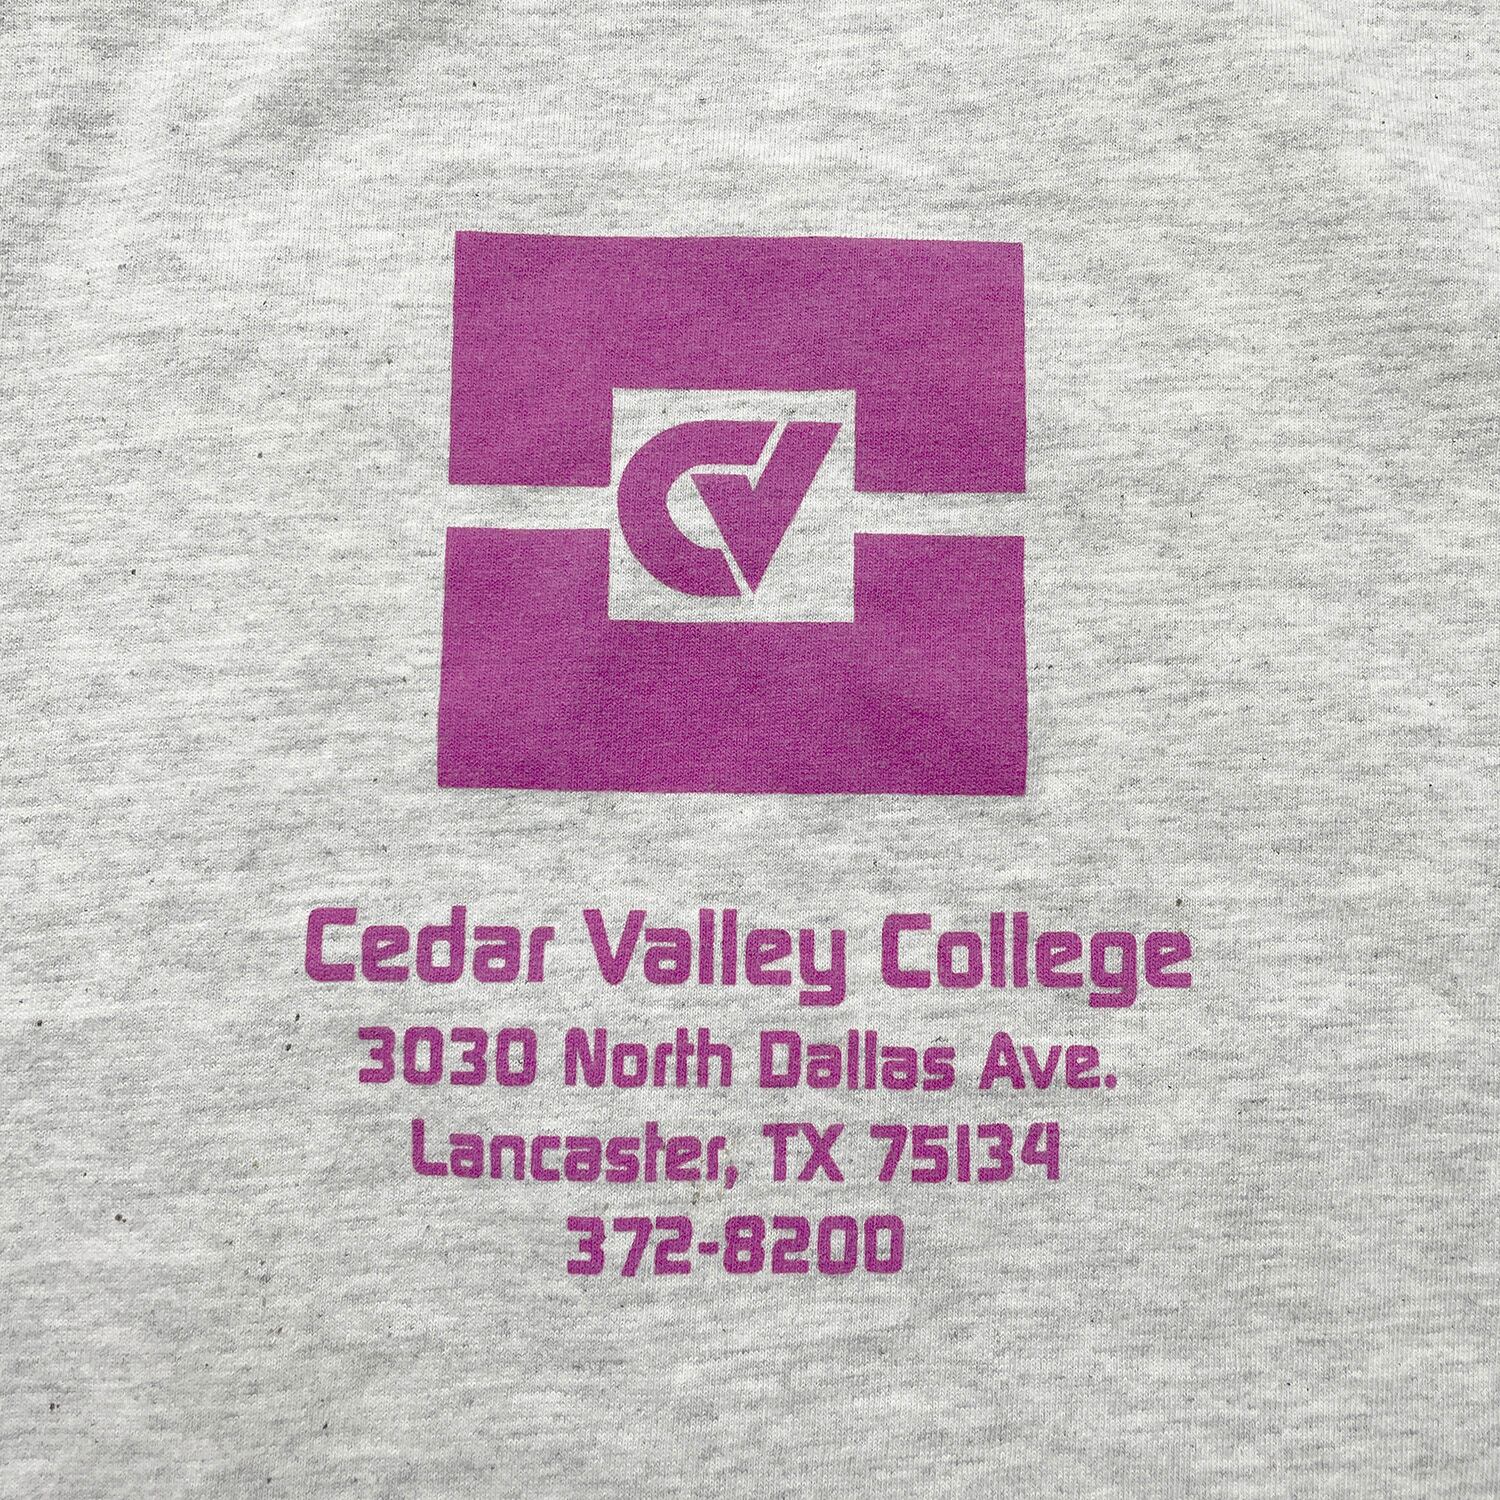 CV
Cedar Valley College
3030 North Dallas Ave.
Lancaster, TX 75134
372-8200